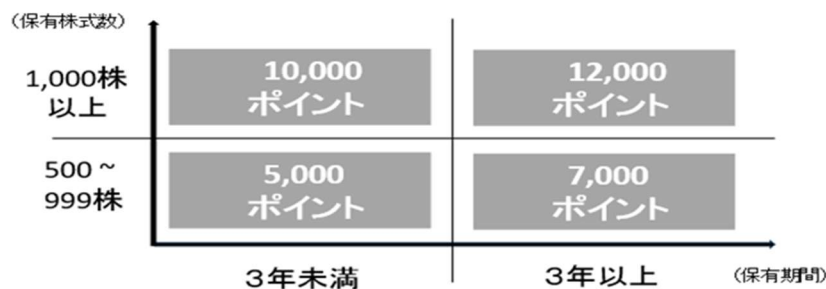 (保有株式数)
1,000株
以上
10,000
ポイント
12,000
ポイント
500~
999株
5,000
ポイント
7,000
ポイント
3年未満
3年以上
(保有期間)